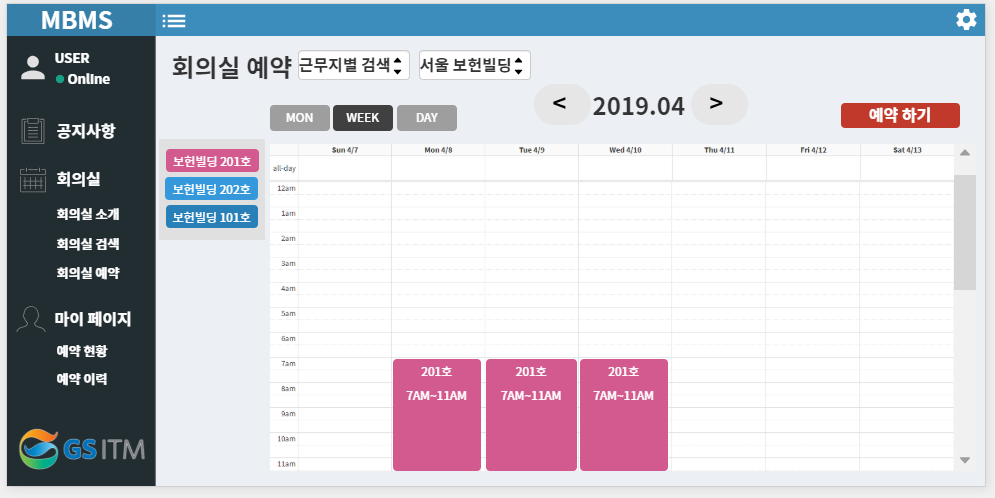 MBMS
USER
Online
공지사항
회의실
회의실 소개
회의실 검색
회의실 예약
마이 페이지
예약 현황
예약 이력
GS ITM
회의실 예약 근무지별 검색 서울 보헌빌딩
MON WEEK DAY
< 2019.04 >
예약 하기
보헌빌딩 201호
보헌빌딩 202호
보헌빌딩 101호
Sun 4/7 Mon 4/8 Tue 4/9 Wed 4/10 Thu 4/11 Fri 4/12 Sat 4/13
all-day
12am
1am
2am
3am
4am
5am
6am
7am
201호 201호 201호
8am
7AM~11AM 7AM~11AM 7AM~11AM
9am
10am
11am